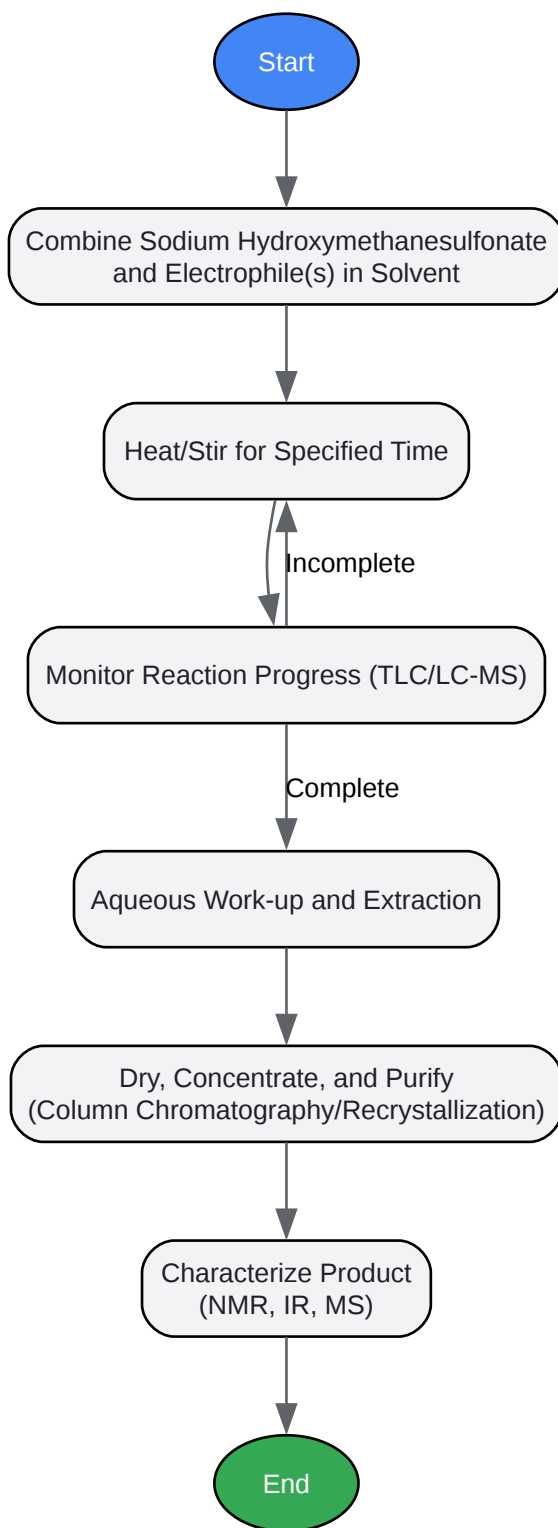 Start
Combine Sodium Hydroxymethanesulfonate
and Electrophile(s) in Solvent
Heat/Stir for Specified Time
Incomplete
Monitor Reaction Progress (TLC/LC-MS)
Complete
Aqueous Work-up and Extraction
Dry, Concentrate, and Purify
(Column Chromatography/Recrystallization)
Characterize Product
(NMR, IR, MS)
End